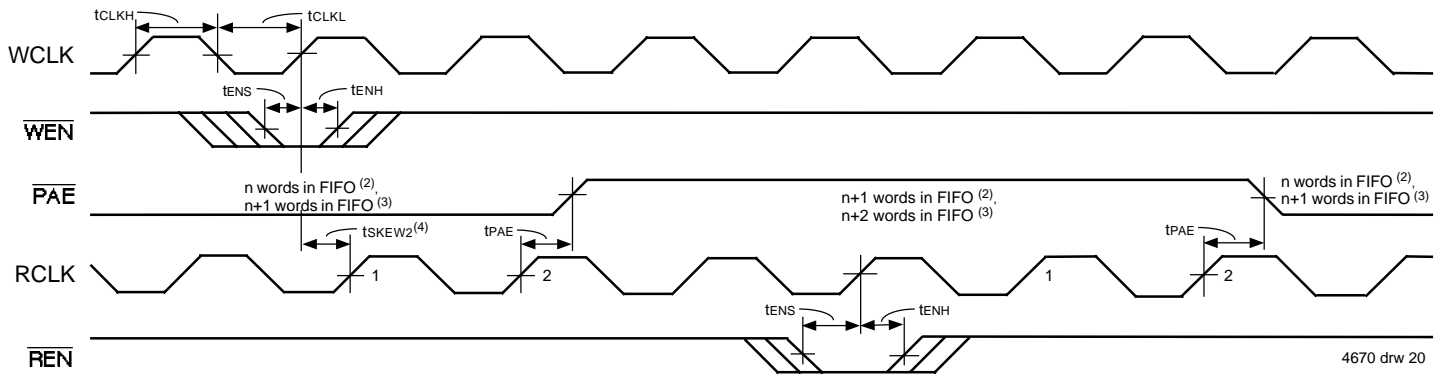 tCLKH tCLKL
WCLK
tENS tENH
WEN
PAE
n words in FIFO (2),
n+1 words in FIFO (3)
n+1 words in FIFO (2),
n+2 words in FIFO (3)
n words in FIFO (2),
n+1 words in FIFO (3)
tSKEW2(4) tPAE tPAE
RCLK
1 2 1 2
tENS tENH
REN
4670 drw 20